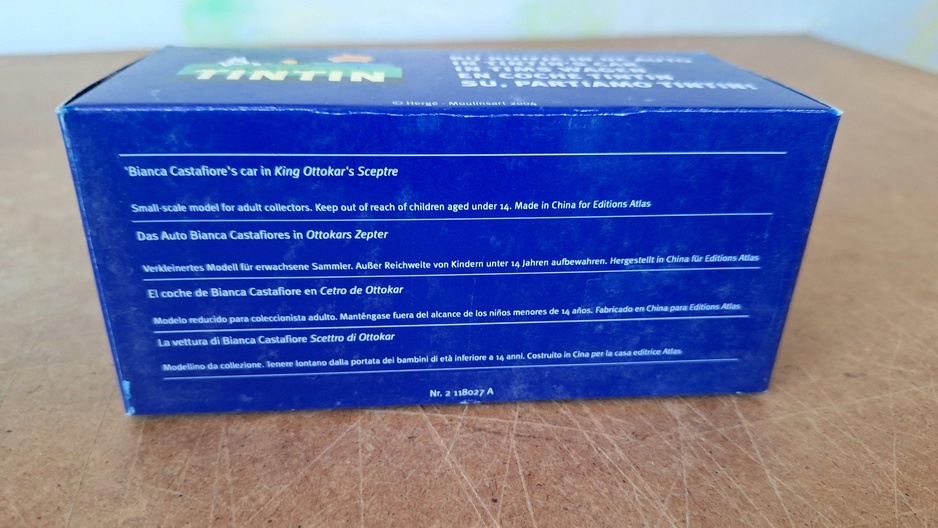 TINTIN
EN COCHE, TINTIN
SU, PARTIAMO TINTIN!
© Hergé - Moulinsart 2004
'Bianca Castafiore's car in King Ottokar's Sceptre
Small-scale model for adult collectors. Keep out of reach of children aged under 14. Made in China for Editions Atlas
Das Auto Bianca Castafiores in Ottokars Zepter
Verkleinertes Modell für erwachsene Sammler. Außer Reichweite von Kindern unter 14 Jahren aufbewahren. Hergestellt in China für Editions Atlas
El coche de Bianca Castafiore en Cetro de Ottokar
Modelo reducido para coleccionista adulto. Manténgase fuera del alcance de los niños menores de 14 años. Fabricado en China para Editions Atlas
La vettura di Bianca Castafiore Scettro di Ottokar
Modellino da collezione. Tenere lontano dalla portata dei bambini di età inferiore a 14 anni. Costruito in Cina per la casa editrice Atlas
Nr. 2 118027 A